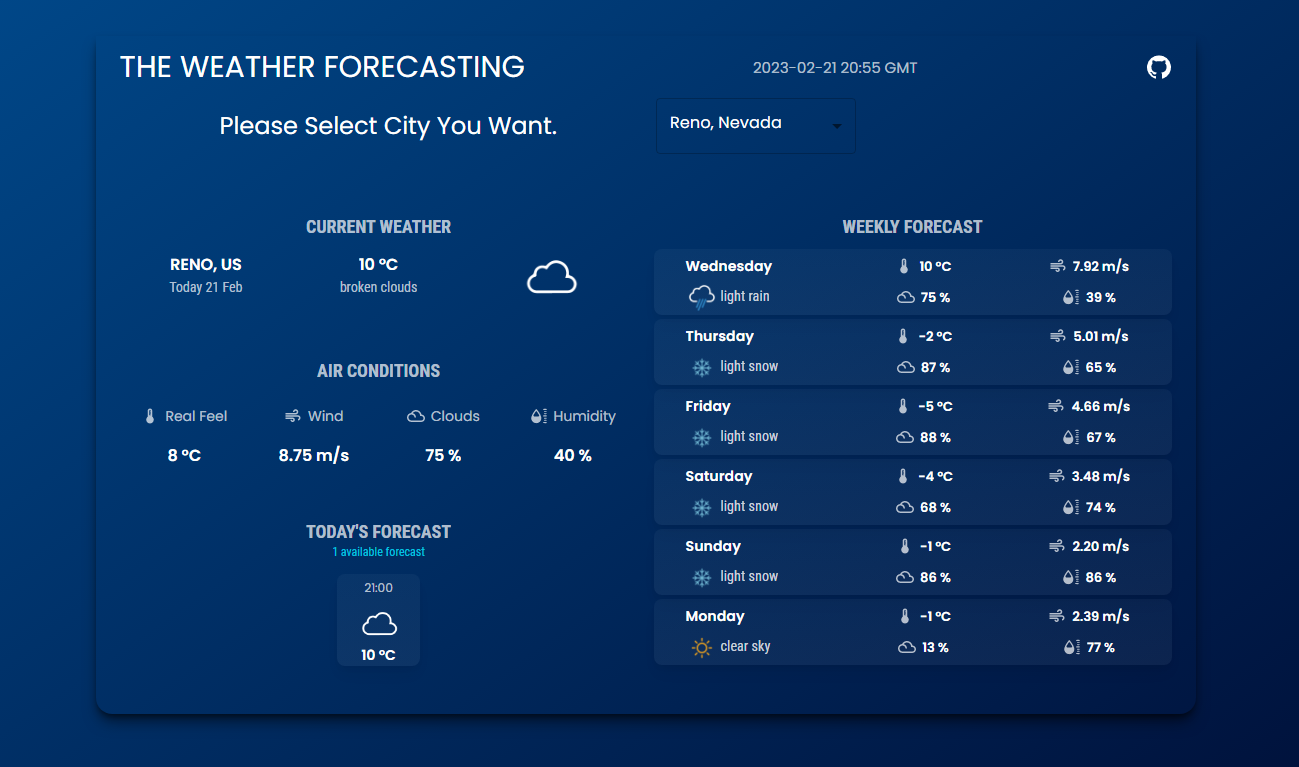 THE WEATHER FORECASTING
2023-02-21 20:55 GMT
Please Select City You Want.
Reno, Nevada
CURRENT WEATHER
RENO, US
Today 21 Feb
10 °C
broken clouds
AIR CONDITIONS
Real Feel
8 °C
Wind
8.75 m/s
Clouds
75 %
Humidity
40 %
TODAY'S FORECAST
1 available forecast
21:00
10 °C
WEEKLY FORECAST
Wednesday 10 °C 7.92 m/s
light rain 75 % 39 %
Thursday -2 °C 5.01 m/s
light snow 87 % 65 %
Friday -5 °C 4.66 m/s
light snow 88 % 67 %
Saturday -4 °C 3.48 m/s
light snow 68 % 74 %
Sunday -1 °C 2.20 m/s
light snow 86 % 86 %
Monday -1 °C 2.39 m/s
clear sky 13 % 77 %